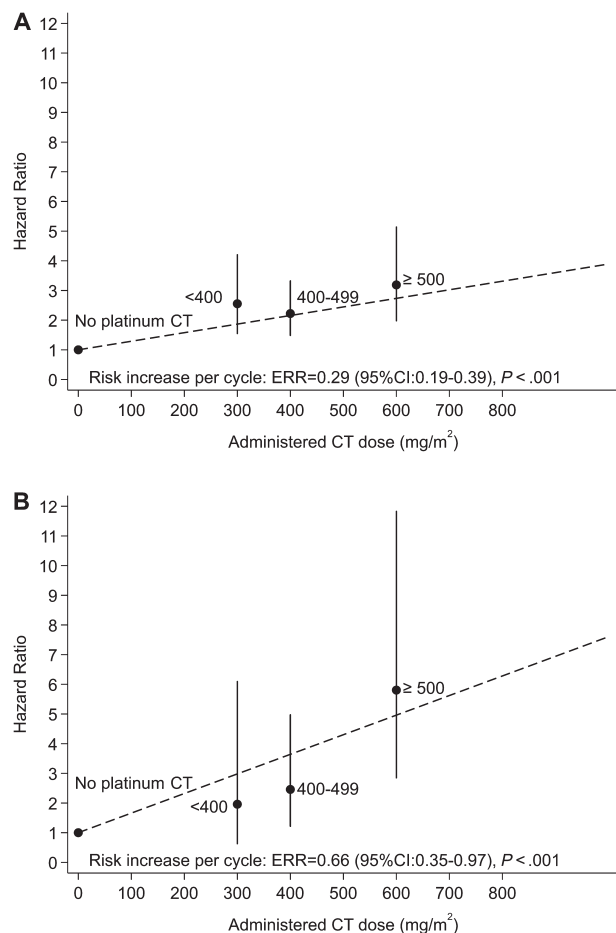 A
12
11
10
9
8
7
6
5
4
3
2
1
0
Hazard Ratio
<400
400-499
≥ 500
No platinum CT
Risk increase per cycle: ERR=0.29 (95%CI:0.19-0.39), P < .001
0 100 200 300 400 500 600 700 800
Administered CT dose (mg/m²)
B
12
11
10
9
8
7
6
5
4
3
2
1
0
Hazard Ratio
≥ 500
No platinum CT
400-499
<400
Risk increase per cycle: ERR=0.66 (95%CI:0.35-0.97), P < .001
0 100 200 300 400 500 600 700 800
Administered CT dose (mg/m²)